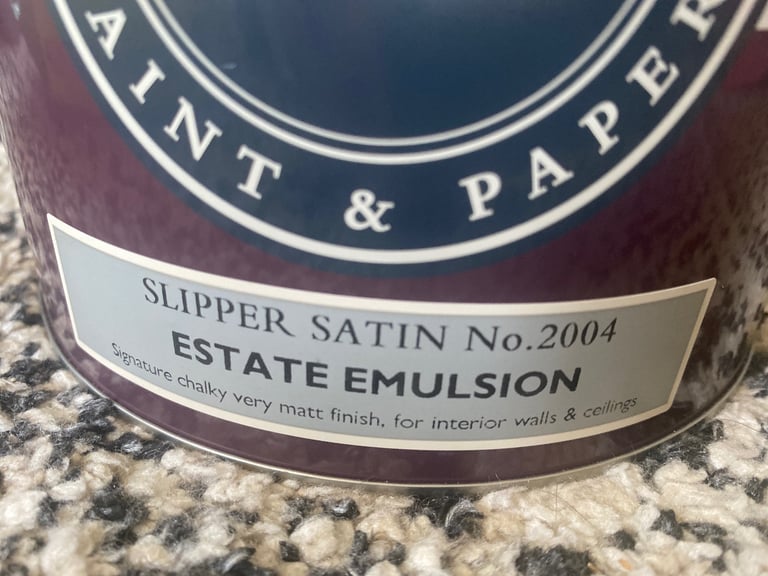 AINT & PAPER
SLIPPER SATIN No.2004
ESTATE EMULSION
Signature chalky very matt finish, for interior walls & ceilings